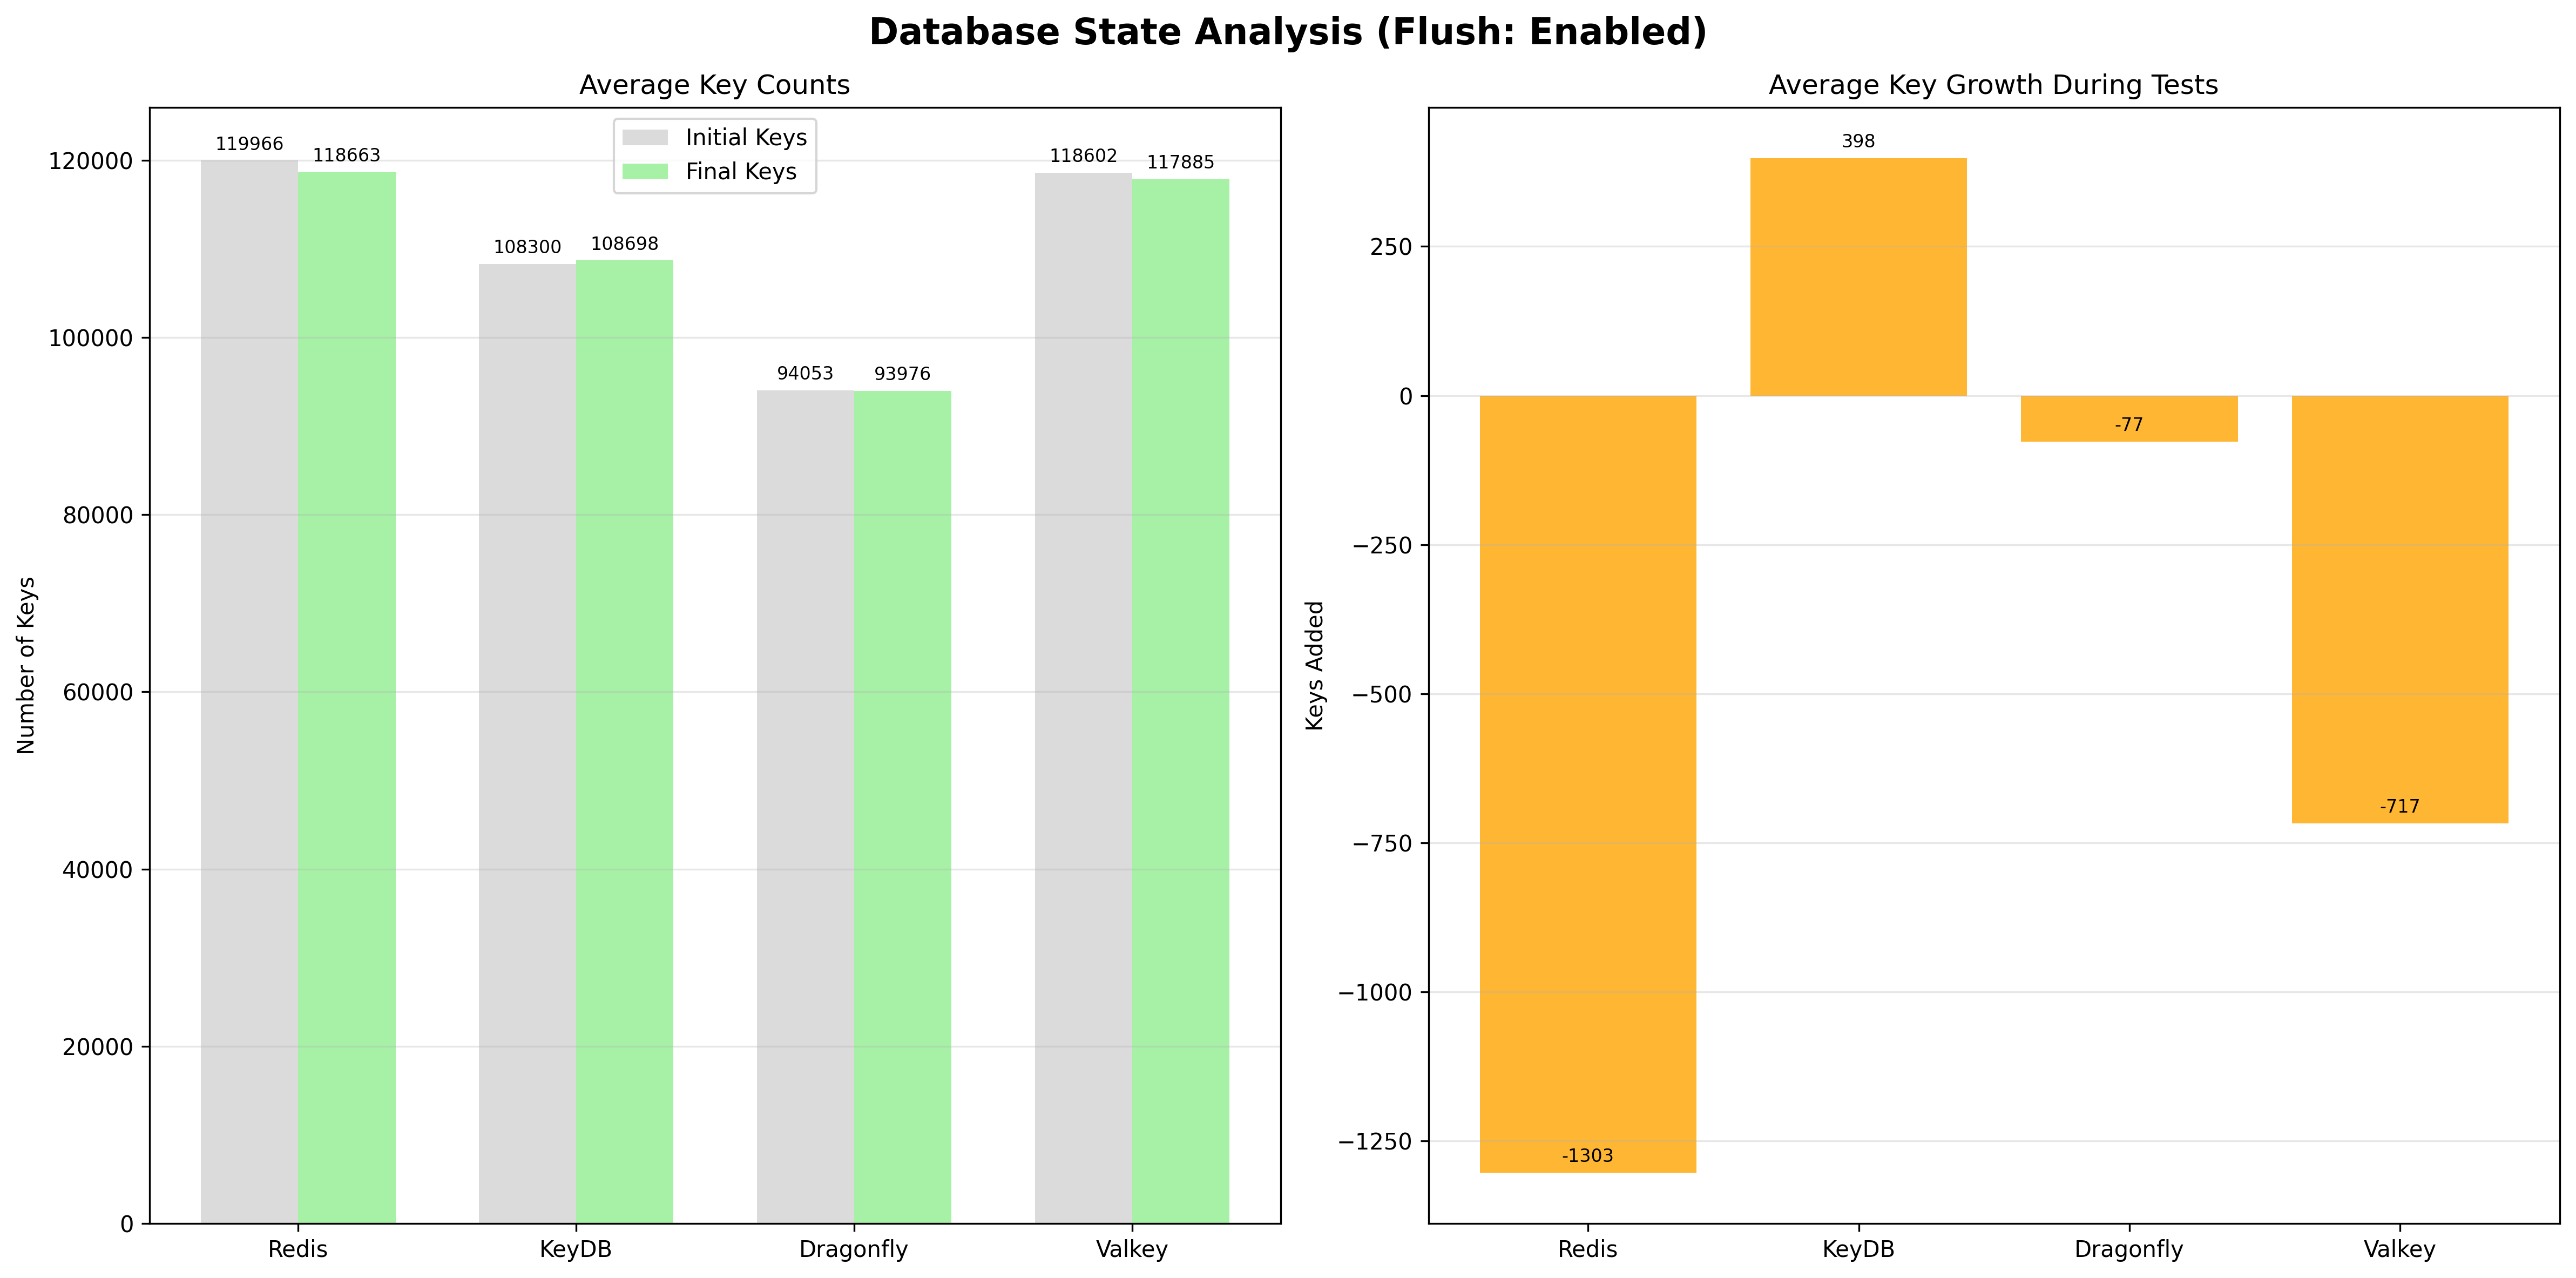 Database State Analysis (Flush: Enabled)
Average Key Counts
Number of Keys
120000
100000
80000
60000
40000
20000
0
Initial Keys
Final Keys
119966
118663
108300
108698
94053
93976
118602
117885
Redis
KeyDB
Dragonfly
Valkey
Average Key Growth During Tests
Keys Added
250
0
−250
−500
−750
−1000
−1250
-1303
398
-77
-717
Redis
KeyDB
Dragonfly
Valkey